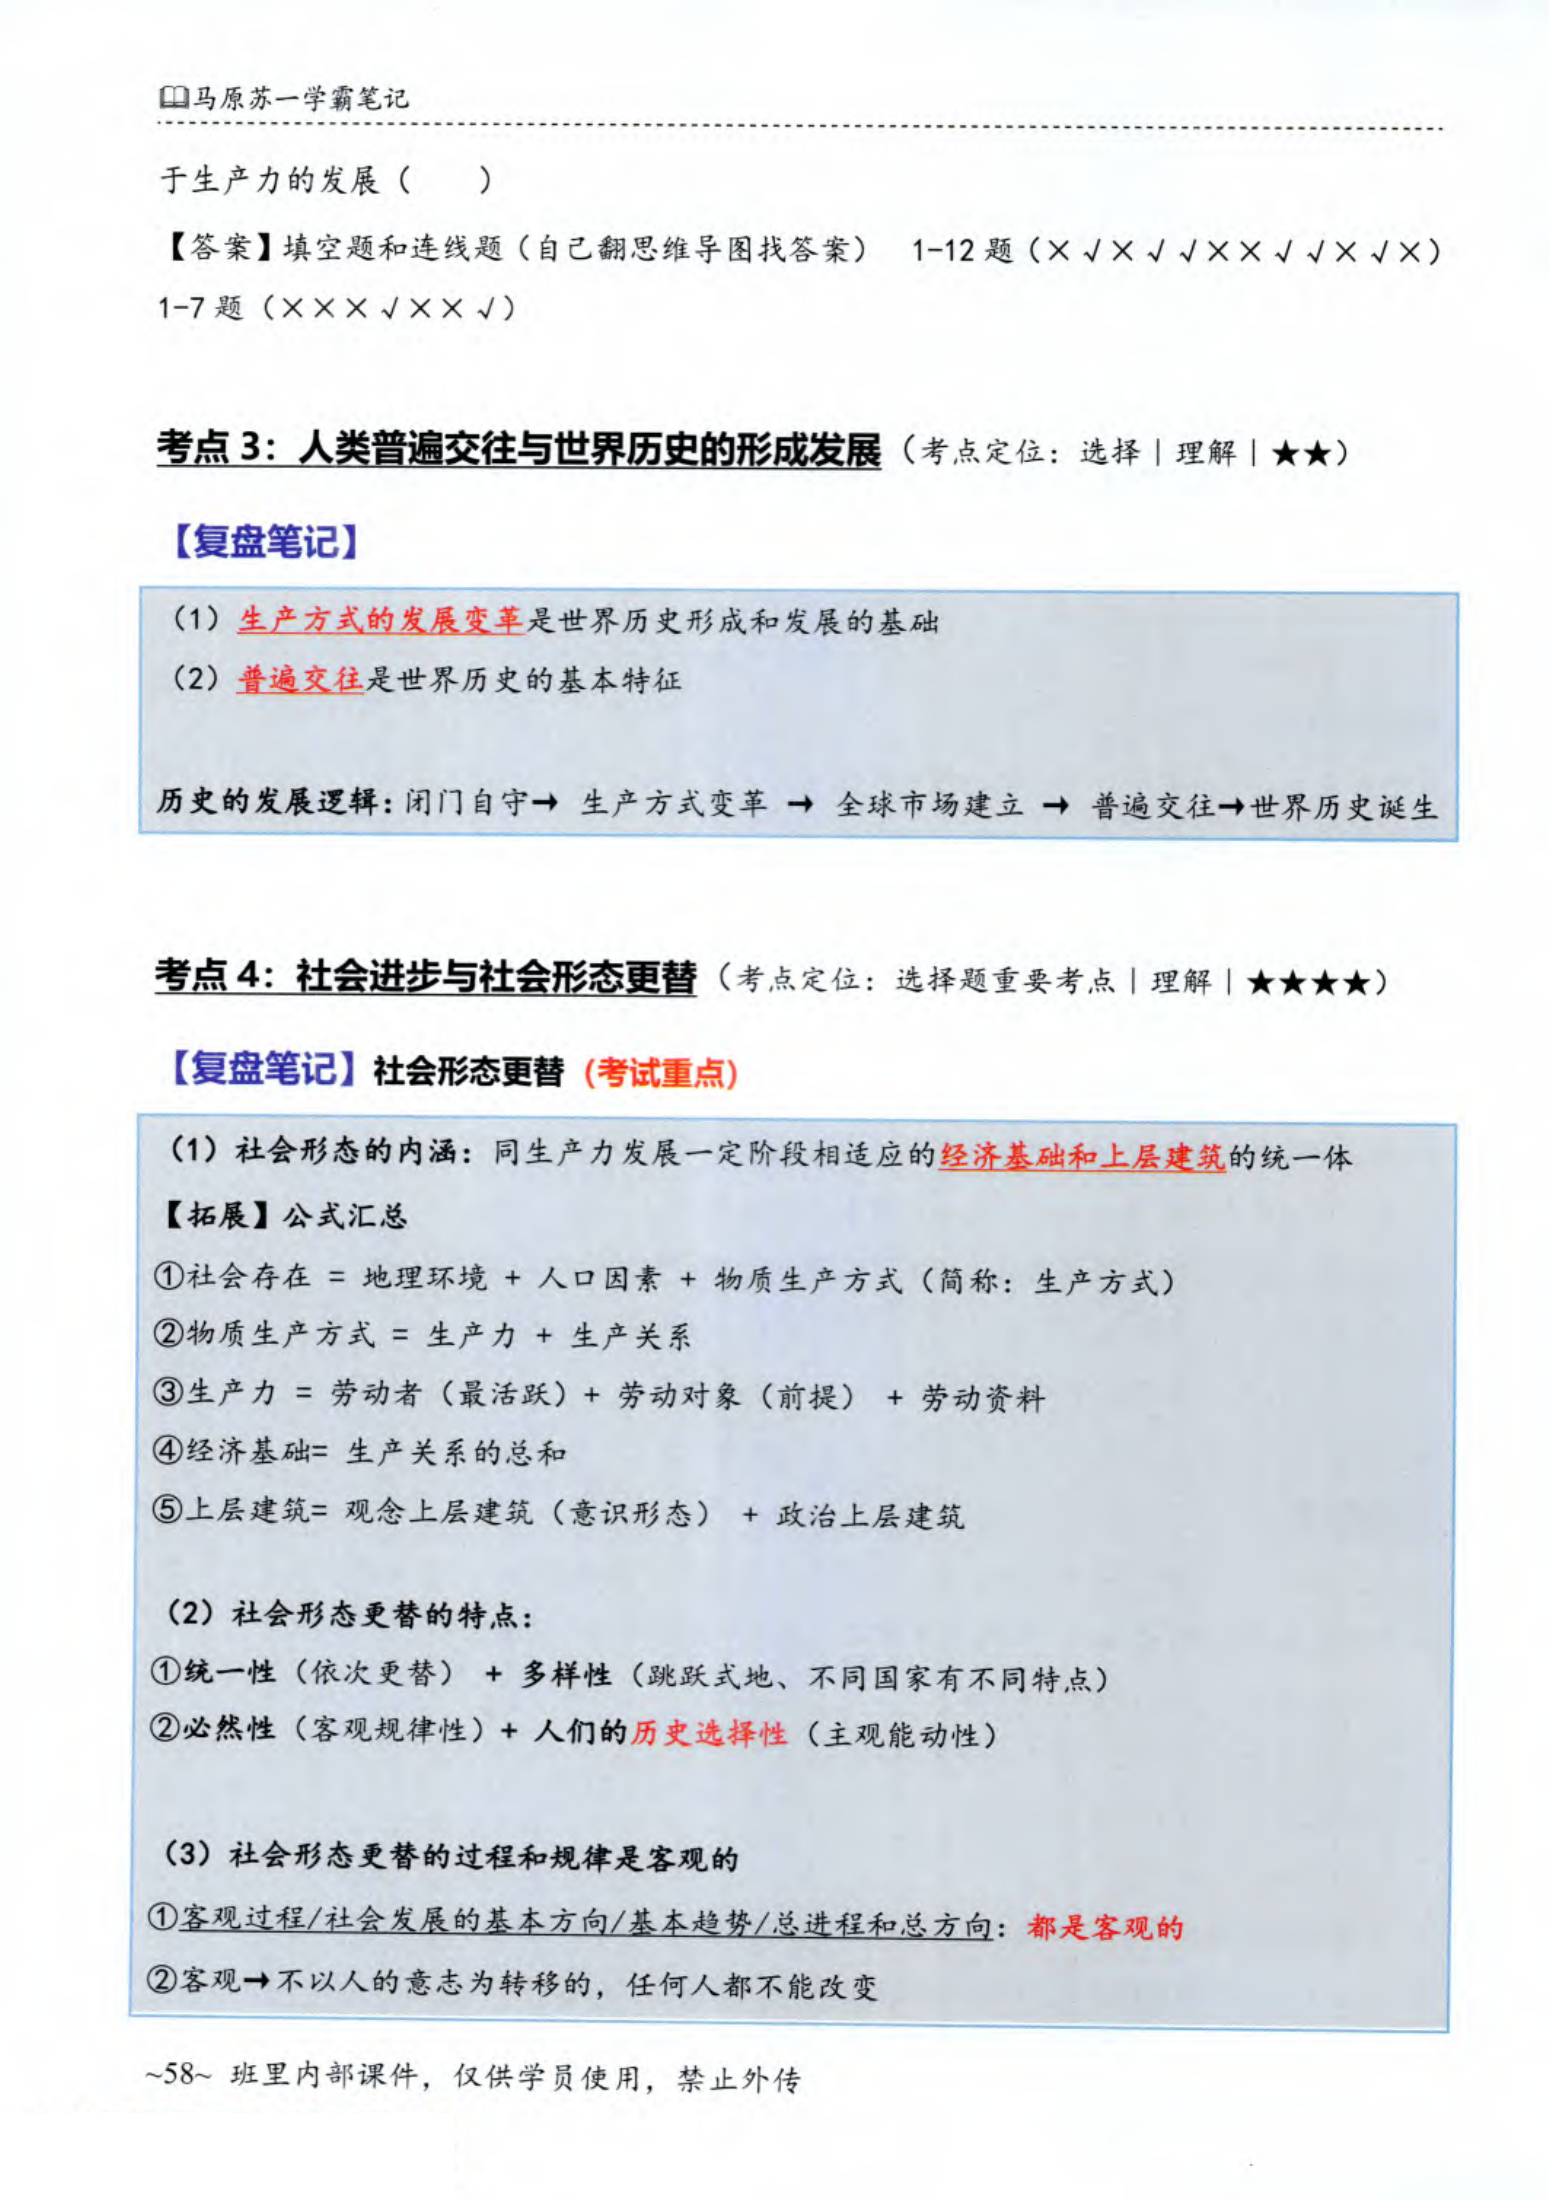 马原苏一学霸笔记
于生产力的发展（　　）
【答案】填空题和连线题（自己翻思维导图找答案）　1-12 题（×√×√√××√√×√×）
1-7 题（×××√××√）
考点 3：人类普遍交往与世界历史的形成发展（考点定位：选择｜理解｜★★）
【复盘笔记】
（1）生产方式的发展变革是世界历史形成和发展的基础
（2）普遍交往是世界历史的基本特征
历史的发展逻辑：闭门自守→ 生产方式变革 → 全球市场建立 → 普遍交往→世界历史诞生
考点 4：社会进步与社会形态更替（考点定位：选择题重要考点｜理解｜★★★★）
【复盘笔记】社会形态更替（考试重点）
（1）社会形态的内涵：同生产力发展一定阶段相适应的经济基础和上层建筑的统一体
【拓展】公式汇总
①社会存在 = 地理环境 + 人口因素 + 物质生产方式（简称：生产方式）
②物质生产方式 = 生产力 + 生产关系
③生产力 = 劳动者（最活跃）+ 劳动对象（前提） + 劳动资料
④经济基础= 生产关系的总和
⑤上层建筑= 观念上层建筑（意识形态） + 政治上层建筑
（2）社会形态更替的特点：
①统一性（依次更替） + 多样性（跳跃式地、不同国家有不同特点）
②必然性（客观规律性）+ 人们的历史选择性（主观能动性）
（3）社会形态更替的过程和规律是客观的
①客观过程/社会发展的基本方向/基本趋势/总进程和总方向：都是客观的
②客观→不以人的意志为转移的，任何人都不能改变
~58~ 班里内部课件，仅供学员使用，禁止外传